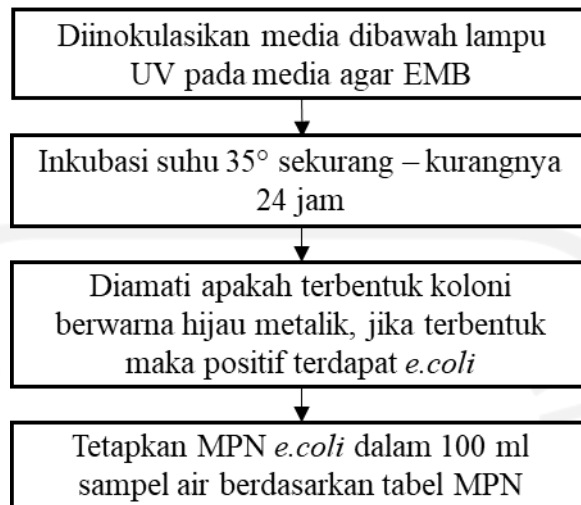 Diinokulasikan media dibawah lampu
UV pada media agar EMB
Inkubasi suhu 35° sekurang – kurangnya
24 jam
Diamati apakah terbentuk koloni
berwarna hijau metalik, jika terbentuk
maka positif terdapat e.coli
Tetapkan MPN e.coli dalam 100 ml
sampel air berdasarkan tabel MPN